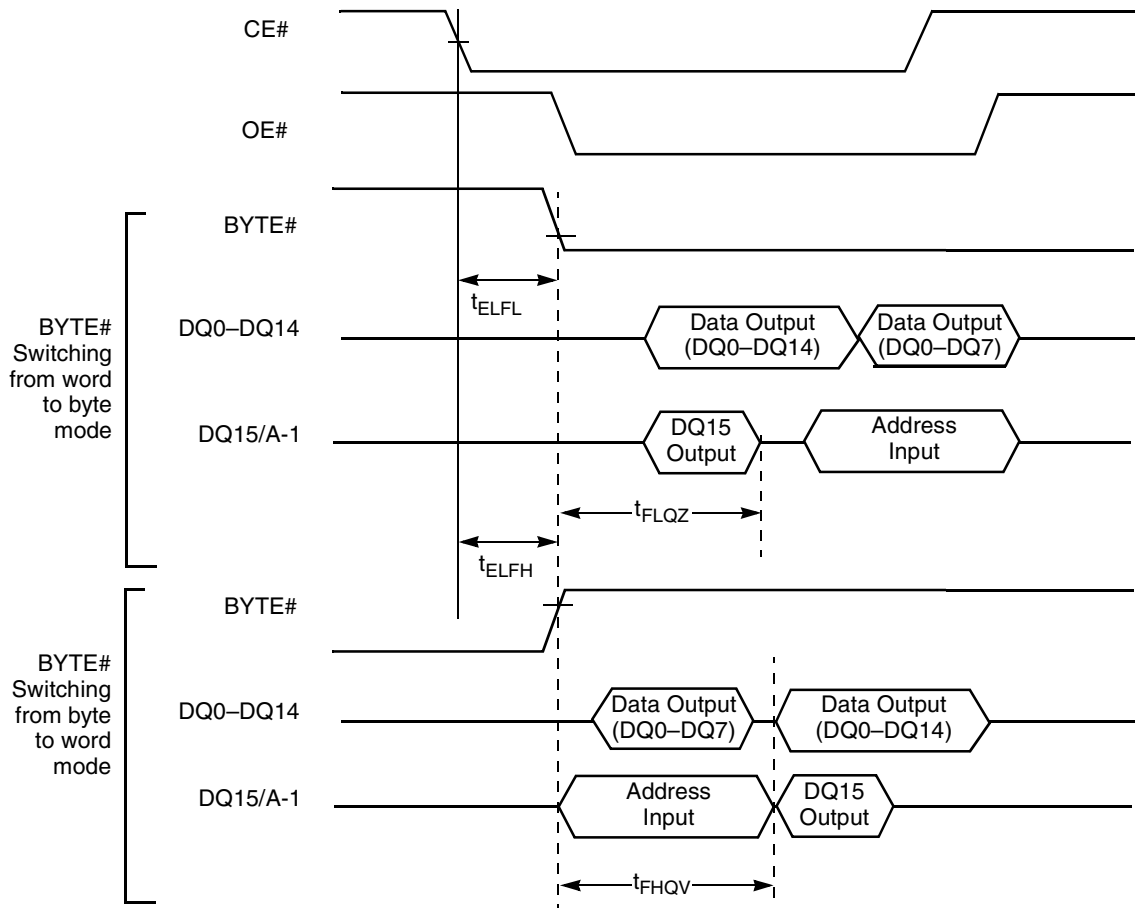 CE#
OE#
BYTE#
tELFL
BYTE#
Switching
from word
to byte
mode
DQ0–DQ14
Data Output
(DQ0–DQ14)
Data Output
(DQ0–DQ7)
DQ15/A-1
DQ15
Output
Address
Input
tFLQZ
tELFH
BYTE#
BYTE#
Switching
from byte
to word
mode
DQ0–DQ14
Data Output
(DQ0–DQ7)
Data Output
(DQ0–DQ14)
DQ15/A-1
Address
Input
DQ15
Output
tFHQV